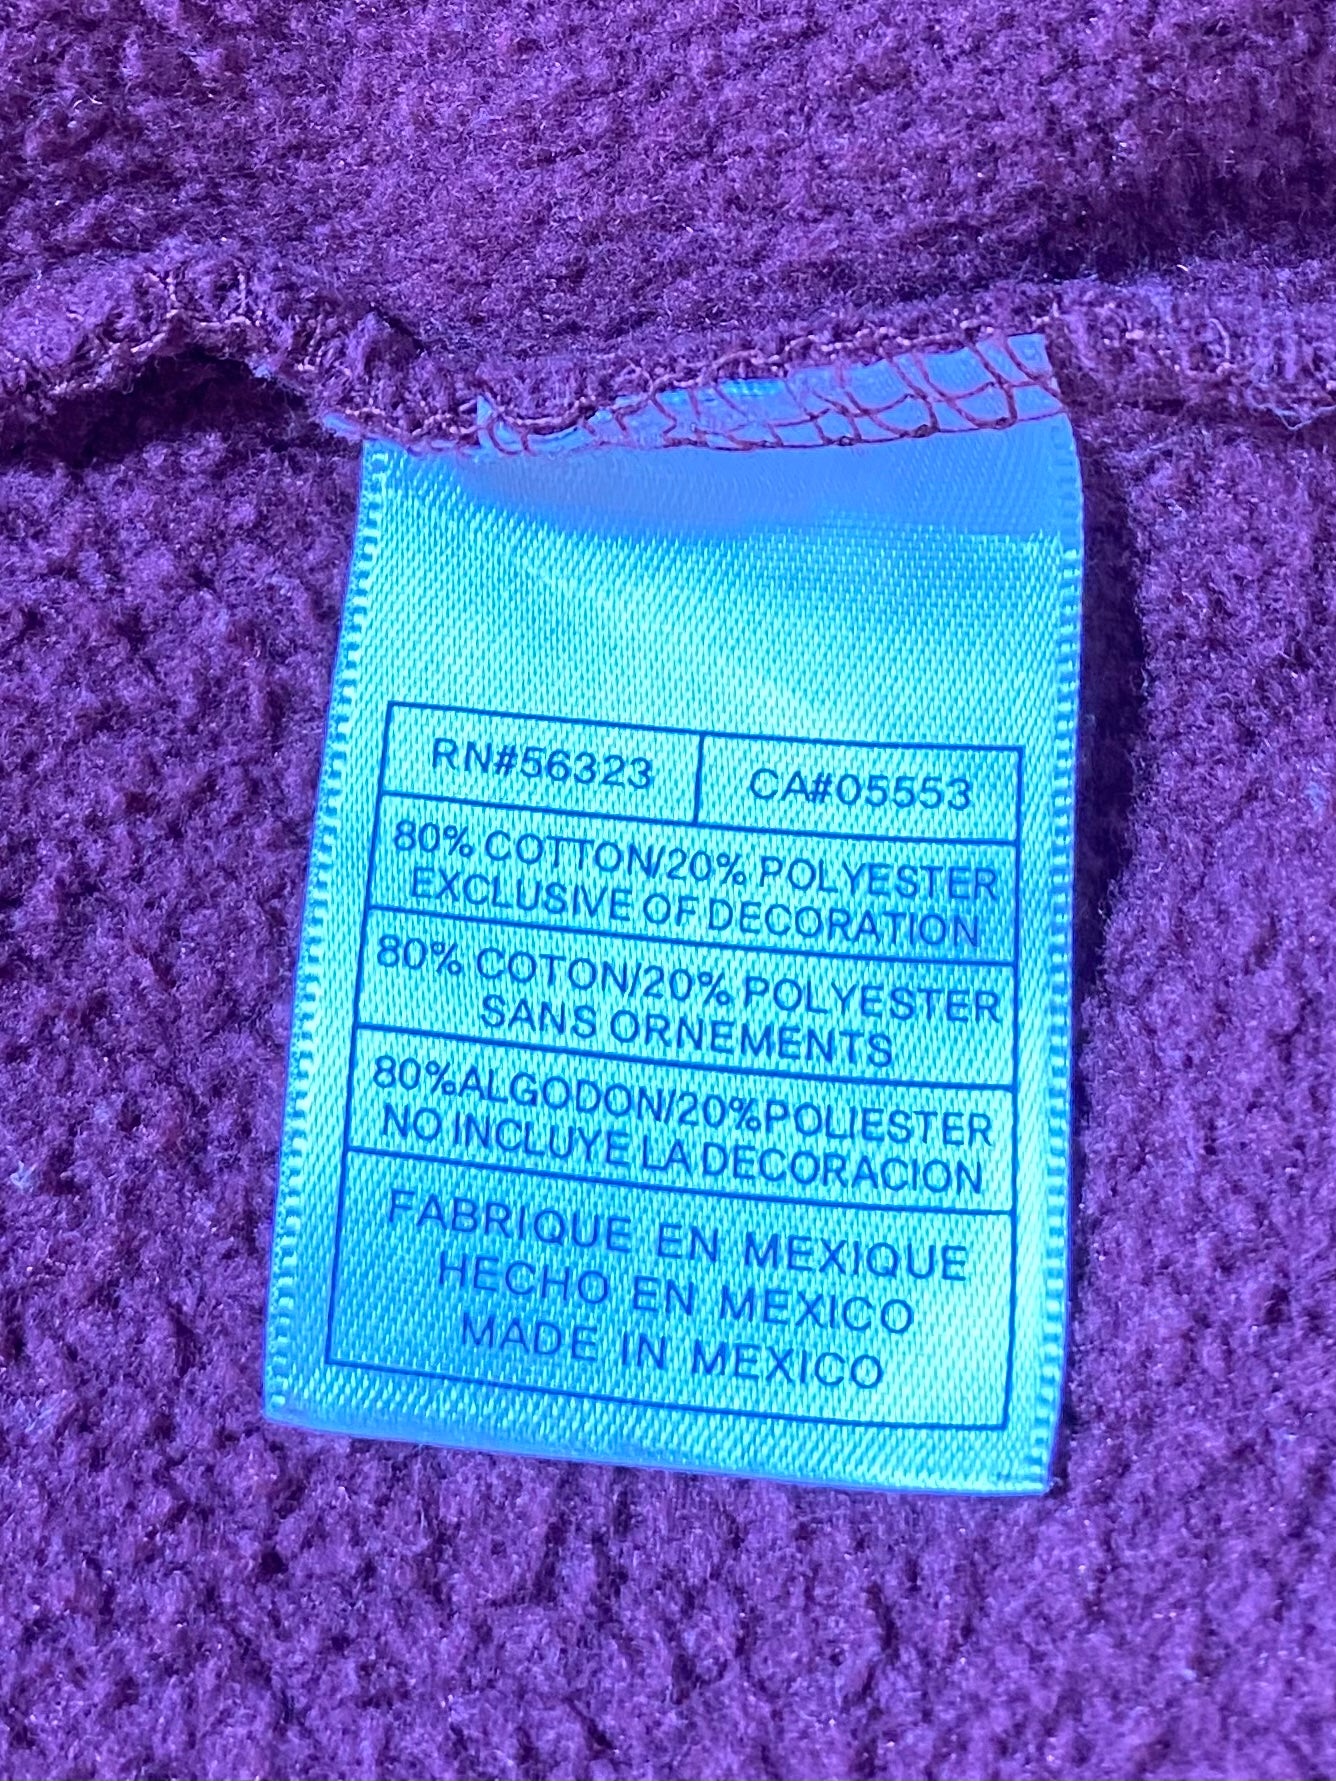 RN#56323 CA#05553
80% COTTON/20% POLYESTER
EXCLUSIVE OF DECORATION
80% COTON/20% POLYESTER
SANS ORNEMENTS
80%ALGODON/20%POLIESTER
NO INCLUYE LA DECORACION
FABRIQUE EN MEXIQUE
HECHO EN MEXICO
MADE IN MEXICO